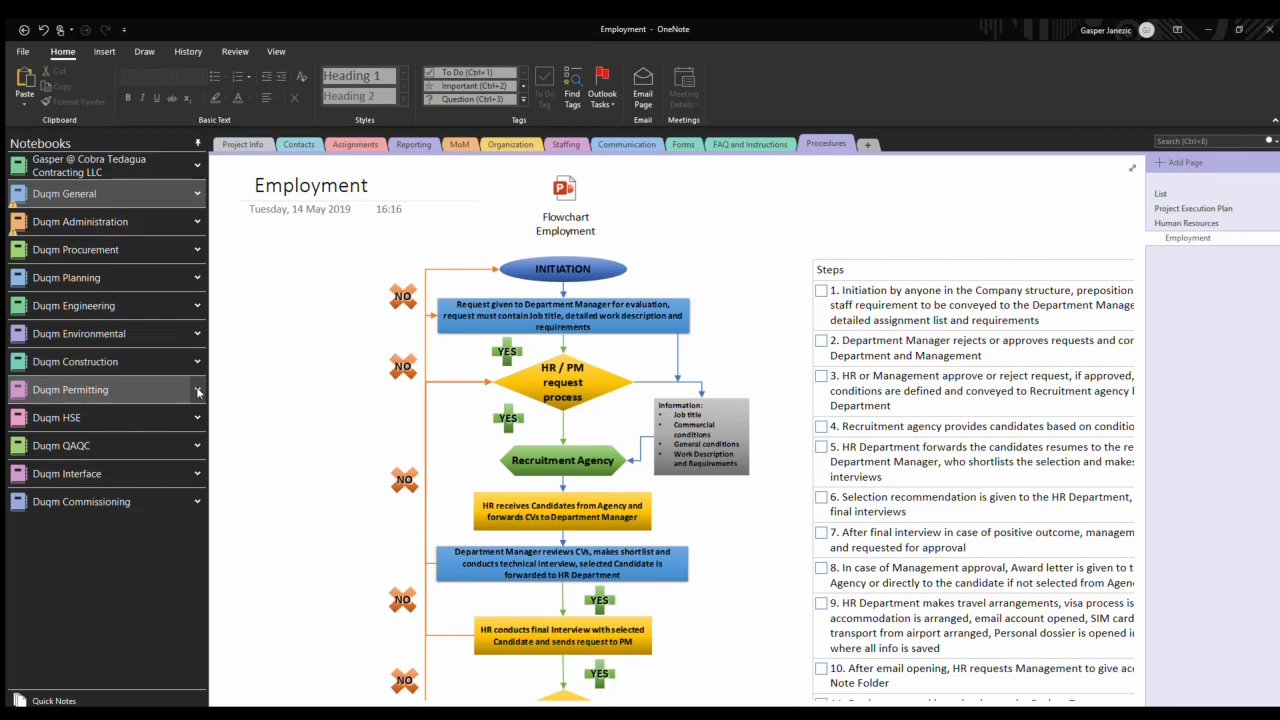 Employment - OneNote
Gasper Janezic
File Home Insert Draw History Review View
Paste
Cut
Copy
Format Painter
Clipboard
B I U ab
Basic Text
Heading 1
Heading 2
Styles
To Do (Ctrl+1)
Important (Ctrl+2)
Question (Ctrl+3)
To Do
Tag
Find
Tags
Outlook
Tasks
Tags
Email
Page
Email
Meeting
Details
Meetings
Notebooks
Gasper @ Cobra Tedagua
Contracting LLC
Duqm General
Duqm Administration
Duqm Procurement
Duqm Planning
Duqm Engineering
Duqm Environmental
Duqm Construction
Duqm Permitting
Duqm HSE
Duqm QAQC
Duqm Interface
Duqm Commissioning
Quick Notes
Project Info Contacts Assignments Reporting MoM Organization Staffing Communication Forms FAQ and Instructions Procedures
Search (Ctrl+E)
Employment
Tuesday, 14 May 2019 16:16
P
Flowchart
Employment
INITIATION
NO
Request given to Department Manager for evaluation,
request must contain Job title, detailed work description and
requirements
YES
NO
HR / PM
request
process
YES
Information:
• Job title
• Commercial
conditions
• General conditions
• Work Description
and Requirements
Recruitment Agency
NO
HR receives Candidates from Agency and
forwards CVs to Department Manager
Department Manager reviews CVs, makes shortlist and
conducts technical interview, selected Candidate is
forwarded to HR Department
NO
YES
HR conducts final Interview with selected
Candidate and sends request to PM
YES
NO
Steps
1. Initiation by anyone in the Company structure, preposition
staff requirement to be conveyed to the Department Manage
detailed assignment list and requirements
2. Department Manager rejects or approves requests and cor
Department and Management
3. HR or Management approve or reject request, if approved,
conditions are defined and conveyed to Recruitment agency
Department
4. Recruitment agency provides candidates based on conditio
5. HR Department forwards the candidates resumes to the re
Department Manager, who shortlists the selection and makes
interviews
6. Selection recommendation is given to the HR Department,
final interviews
7. After final interview in case of positive outcome, managem
and requested for approval
8. In case of Management approval, Award letter is given to t
Agency or directly to the candidate if not selected from Agen
9. HR Department makes travel arrangements, visa process is
accommodation is arranged, email account opened, SIM card
transport from airport arranged, Personal dossier is opened i
where all info is saved
10. After email opening, HR requests Management to give acc
Note Folder
Add Page
List
Project Execution Plan
Human Resources
Employment